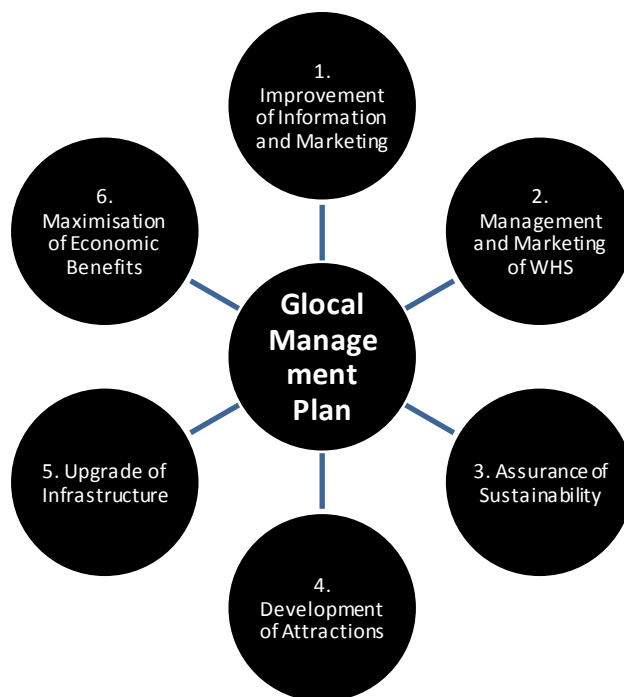 1.
Improvement
of Information
and Marketing
2.
Management
and Marketing
of WHS
3. Assurance of
Sustainability
4.
Development
of Attractions
5. Upgrade of
Infrastructure
6.
Maximisation
of Economic
Benefits
Glocal
Manage
ment
Plan